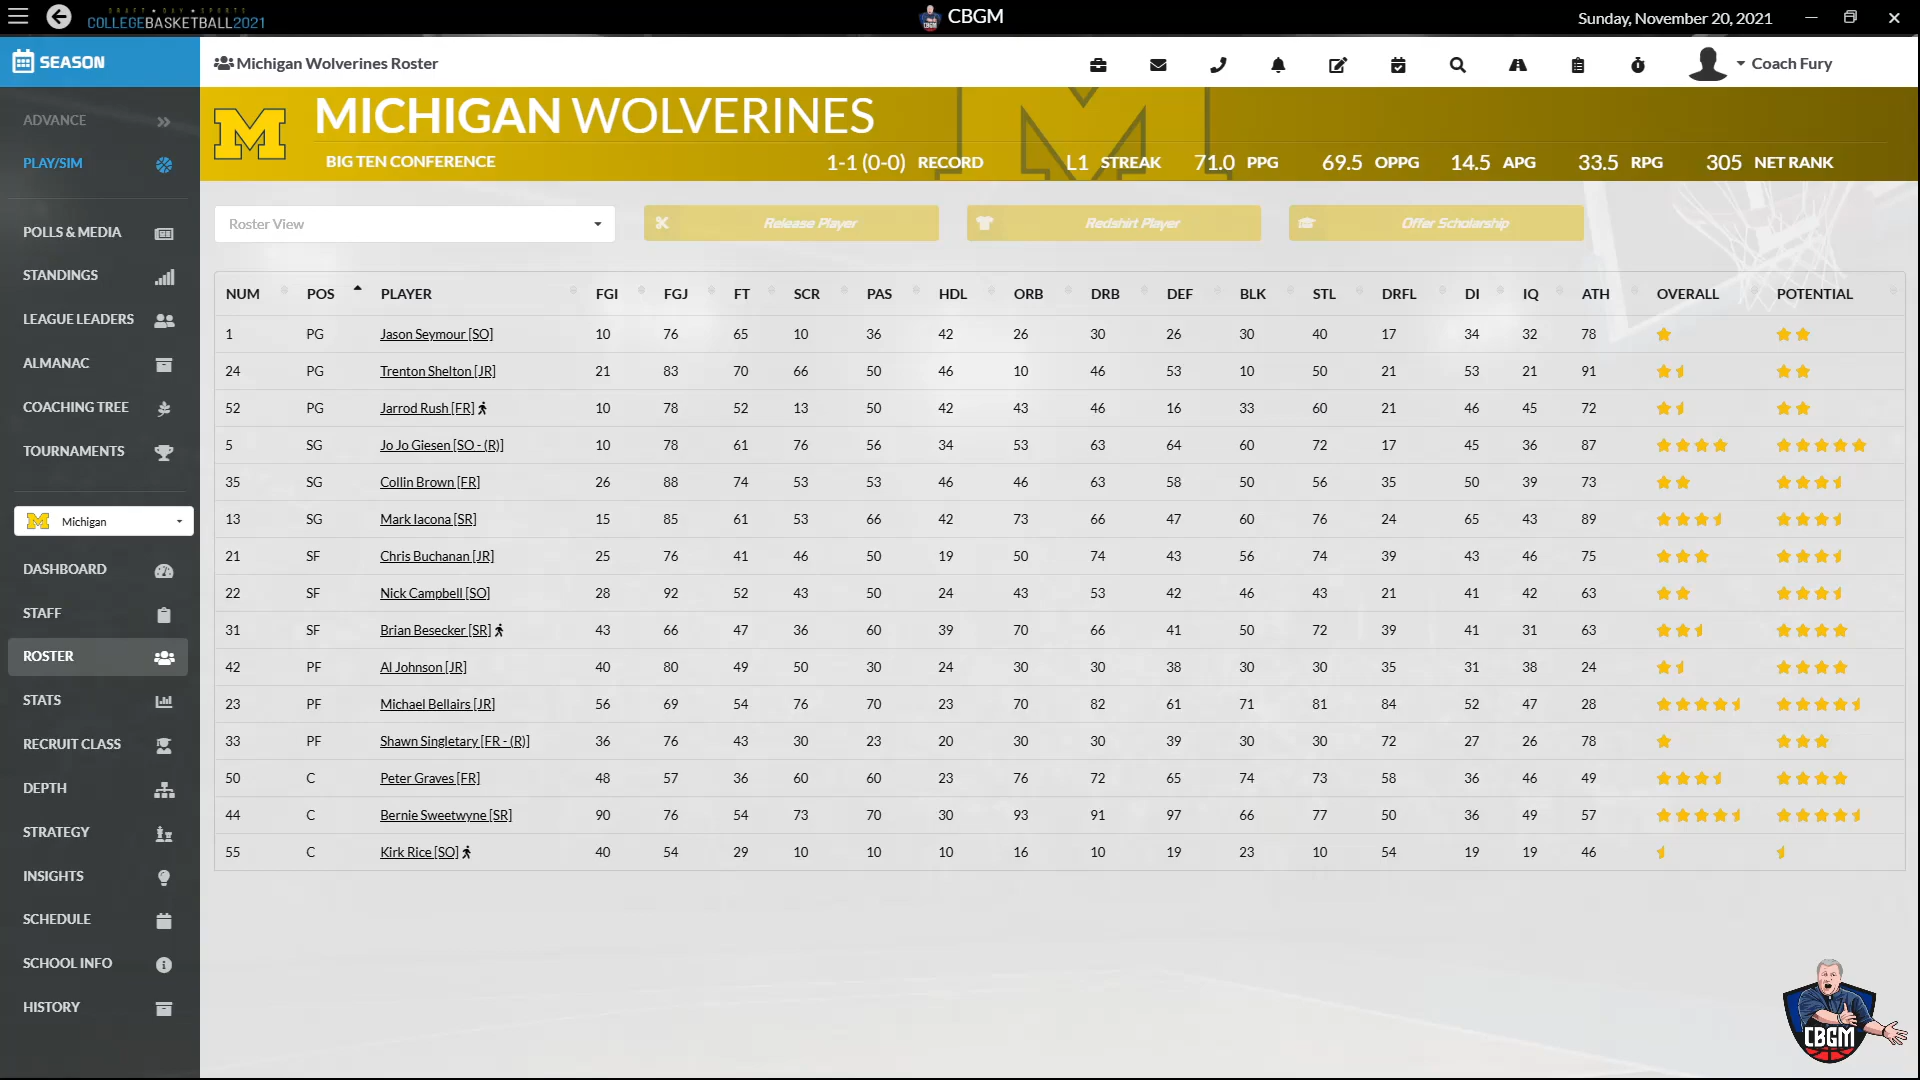 DRAFT • DAY • SPORTS
COLLEGEBASKETBALL2021
CBGM
Sunday, November 20, 2021
SEASON
Michigan Wolverines Roster
Coach Fury
ADVANCE
PLAY/SIM
POLLS & MEDIA
STANDINGS
LEAGUE LEADERS
ALMANAC
COACHING TREE
TOURNAMENTS
Michigan
DASHBOARD
STAFF
ROSTER
STATS
RECRUIT CLASS
DEPTH
STRATEGY
INSIGHTS
SCHEDULE
SCHOOL INFO
HISTORY
MICHIGAN WOLVERINES
BIG TEN CONFERENCE
1-1 (0-0) RECORD L1 STREAK 71.0 PPG 69.5 OPPG 14.5 APG 33.5 RPG 305 NET RANK
Roster View Release Player Redshirt Player Offer Scholarship
NUM POS PLAYER FGI FGJ FT SCR PAS HDL ORB DRB DEF BLK STL DRFL DI IQ ATH OVERALL POTENTIAL
1 PG Jason Seymour [SO] 10 76 65 10 36 42 26 30 26 30 40 17 34 32 78
24 PG Trenton Shelton [JR] 21 83 70 66 50 46 10 46 53 10 50 21 53 21 91
52 PG Jarrod Rush [FR] 10 78 52 13 50 42 43 46 16 33 60 21 46 45 72
5 SG Jo Jo Giesen [SO - (R)] 10 78 61 76 56 34 53 63 64 60 72 17 45 36 87
35 SG Collin Brown [FR] 26 88 74 53 53 46 46 63 58 50 56 35 50 39 73
13 SG Mark Iacona [SR] 15 85 61 53 66 42 73 66 47 60 76 24 65 43 89
21 SF Chris Buchanan [JR] 25 76 41 46 50 19 50 74 43 56 74 39 43 46 75
22 SF Nick Campbell [SO] 28 92 52 43 50 24 43 53 42 46 43 21 41 42 63
31 SF Brian Besecker [SR] 43 66 47 36 60 39 70 66 41 50 72 39 41 31 63
42 PF Al Johnson [JR] 40 80 49 50 30 24 30 30 38 30 30 35 31 38 24
23 PF Michael Bellairs [JR] 56 69 54 76 70 23 70 82 61 71 81 84 52 47 28
33 PF Shawn Singletary [FR - (R)] 36 76 43 30 23 20 30 30 39 30 30 72 27 26 78
50 C Peter Graves [FR] 48 57 36 60 60 23 76 72 65 74 73 58 36 46 49
44 C Bernie Sweetwyne [SR] 90 76 54 73 70 30 93 91 97 66 77 50 36 49 57
55 C Kirk Rice [SO] 40 54 29 10 10 10 16 10 19 23 10 54 19 19 46
CBGM